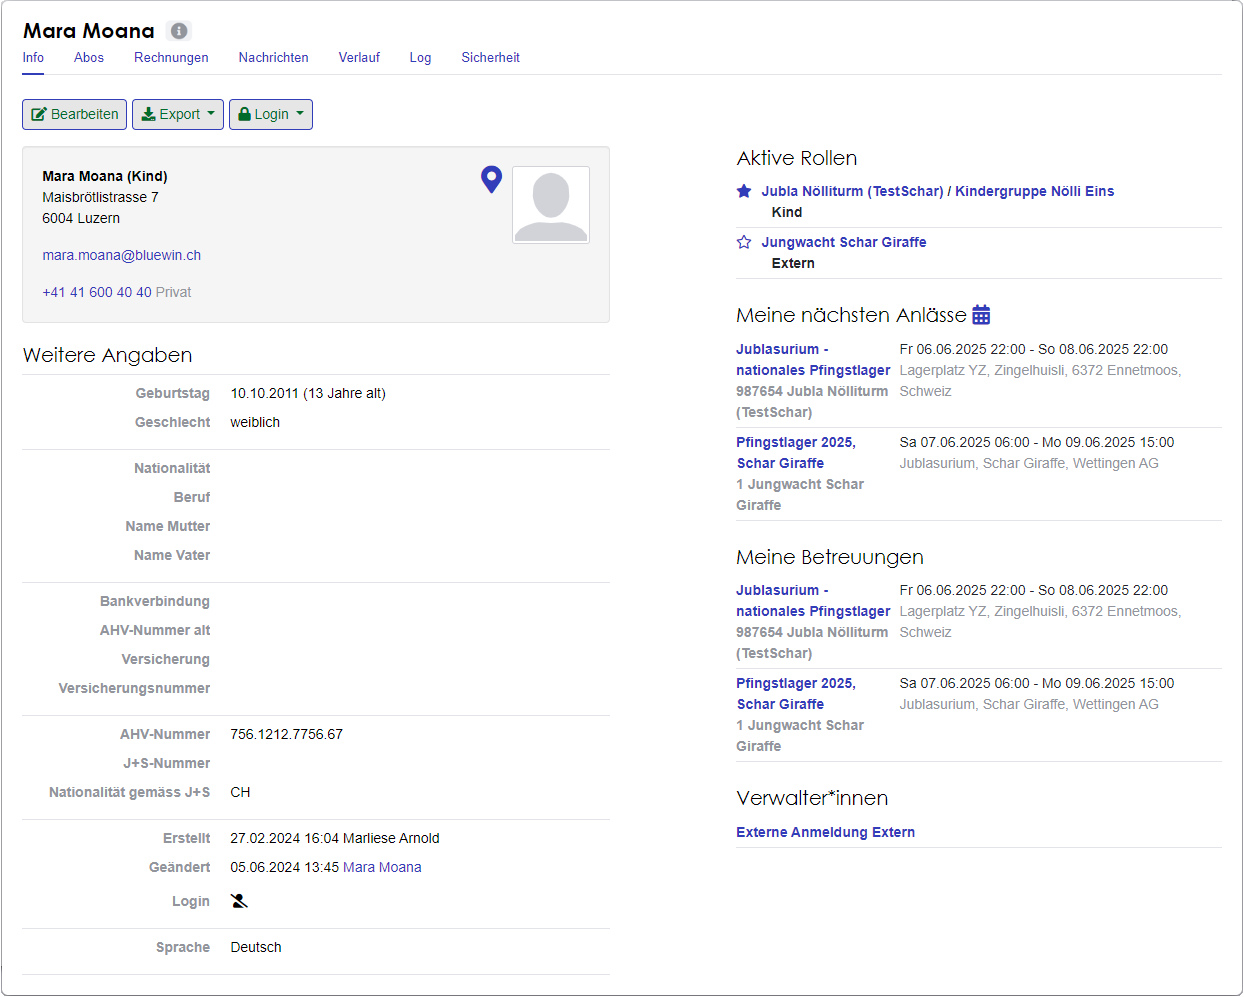 Mara Moana
Info Abos Rechnungen Nachrichten Verlauf Log Sicherheit
Bearbeiten Export Login
Mara Moana (Kind)
Maisbrötlistrasse 7
6004 Luzern
mara.moana@bluewin.ch
+41 41 600 40 40 Privat
Weitere Angaben
Geburtstag 10.10.2011 (13 Jahre alt)
Geschlecht weiblich
Nationalität
Beruf
Name Mutter
Name Vater
Bankverbindung
AHV-Nummer alt
Versicherung
Versicherungsnummer
AHV-Nummer 756.1212.7756.67
J+S-Nummer
Nationalität gemäss J+S CH
Erstellt 27.02.2024 16:04 Marliese Arnold
Geändert 05.06.2024 13:45 Mara Moana
Login
Sprache Deutsch
Aktive Rollen
Jubla Nölliturm (TestSchar) / Kindergruppe Nölli Eins
Kind
Jungwacht Schar Giraffe
Extern
Meine nächsten Anlässe
Jublasurium - Fr 06.06.2025 22:00 - So 08.06.2025 22:00
nationales Pfingstlager Lagerplatz YZ, Zingelhuisli, 6372 Ennetmoos,
987654 Jubla Nölliturm Schweiz
(TestSchar)
Pfingstlager 2025, Sa 07.06.2025 06:00 - Mo 09.06.2025 15:00
Schar Giraffe Jublasurium, Schar Giraffe, Wettingen AG
1 Jungwacht Schar
Giraffe
Meine Betreuungen
Jublasurium - Fr 06.06.2025 22:00 - So 08.06.2025 22:00
nationales Pfingstlager Lagerplatz YZ, Zingelhuisli, 6372 Ennetmoos,
987654 Jubla Nölliturm Schweiz
(TestSchar)
Pfingstlager 2025, Sa 07.06.2025 06:00 - Mo 09.06.2025 15:00
Schar Giraffe Jublasurium, Schar Giraffe, Wettingen AG
1 Jungwacht Schar
Giraffe
Verwalter*innen
Externe Anmeldung Extern